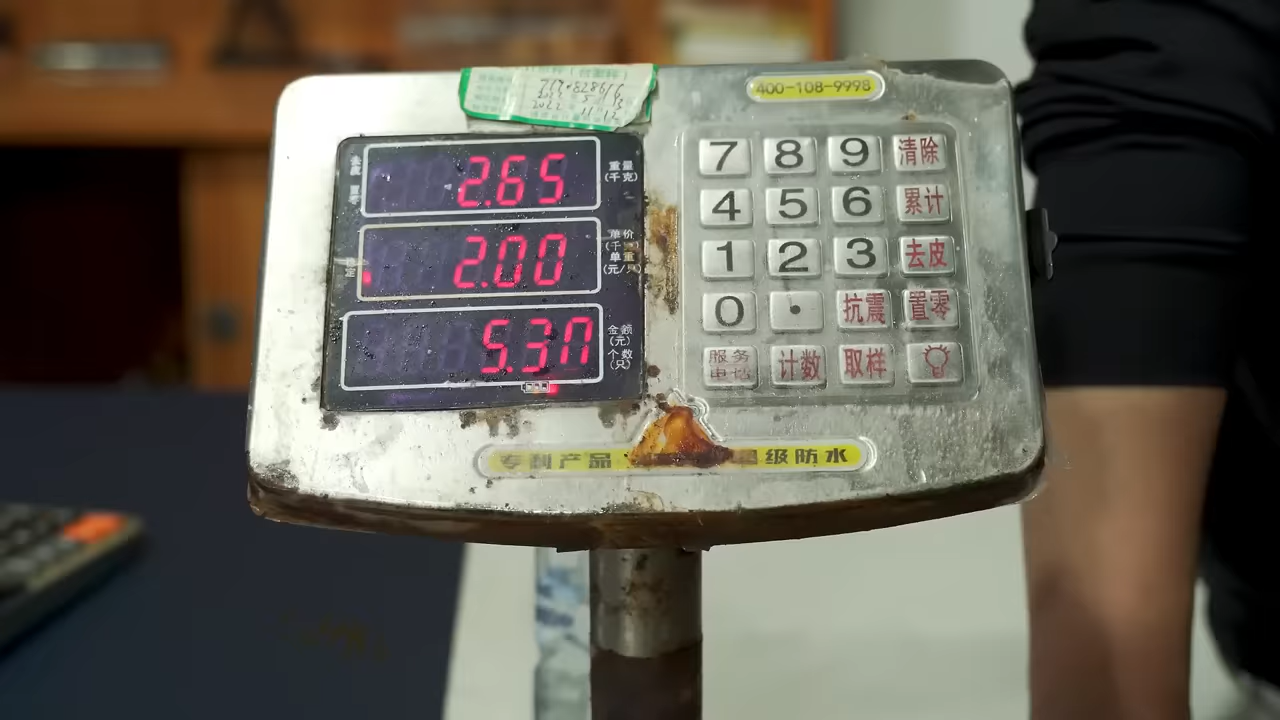 400-108-9998
2.65
重量
(千克)
2.00
单价
单重
5.30
金额
(元)
个数
(只)
7 8 9 清除
4 5 6 累计
1 2 3 去皮
0 · 抗震 置零
服务 计数 取样
专利产品 级防水